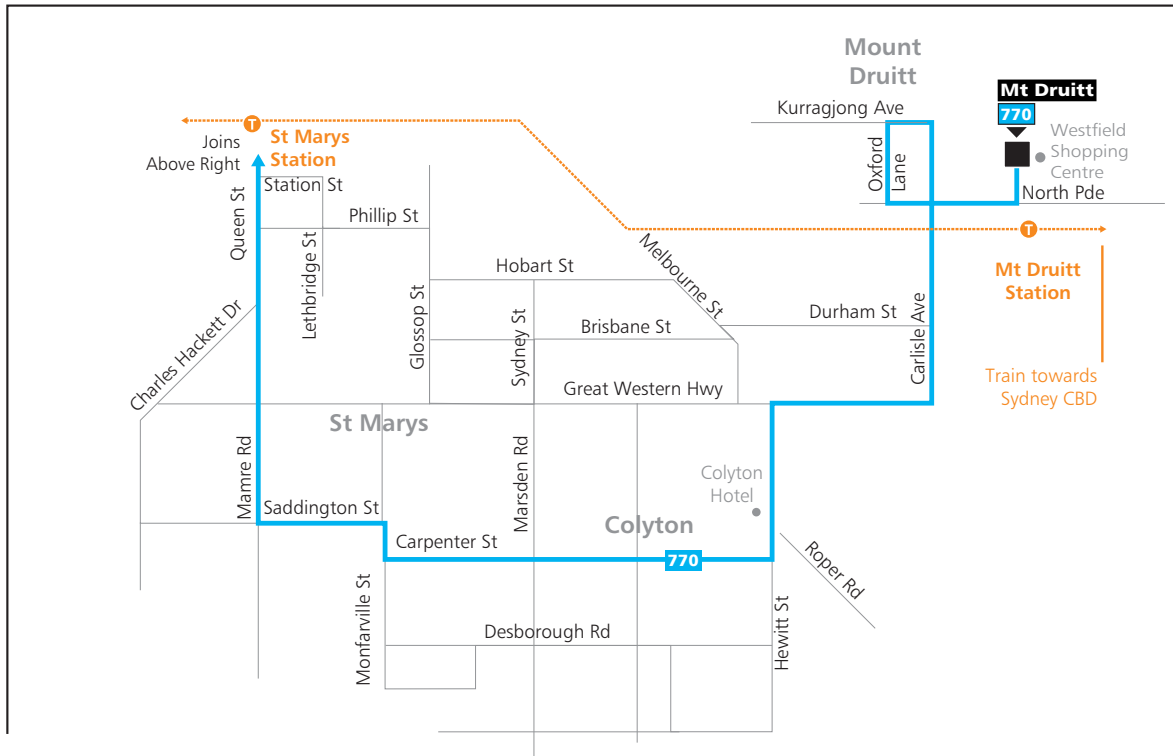 Mount
Druitt
Mt Druitt
770
Kurragjong Ave
Westfield
Shopping
Centre
Oxford
Lane
North Pde
T
St Marys
Station
Joins
Above Right
Station St
Queen St
Phillip St
Lethbridge St
T
Mt Druitt
Station
Hobart St
Melbourne St
Glossop St
Sydney St
Brisbane St
Durham St
Carlisle Ave
Charles Hackett Dr
Great Western Hwy
Train towards
Sydney CBD
St Marys
Mamre Rd
Marsden Rd
Colyton
Hotel
Saddington St
Colyton
Carpenter St
770
Roper Rd
Monfarville St
Desborough Rd
Hewitt St